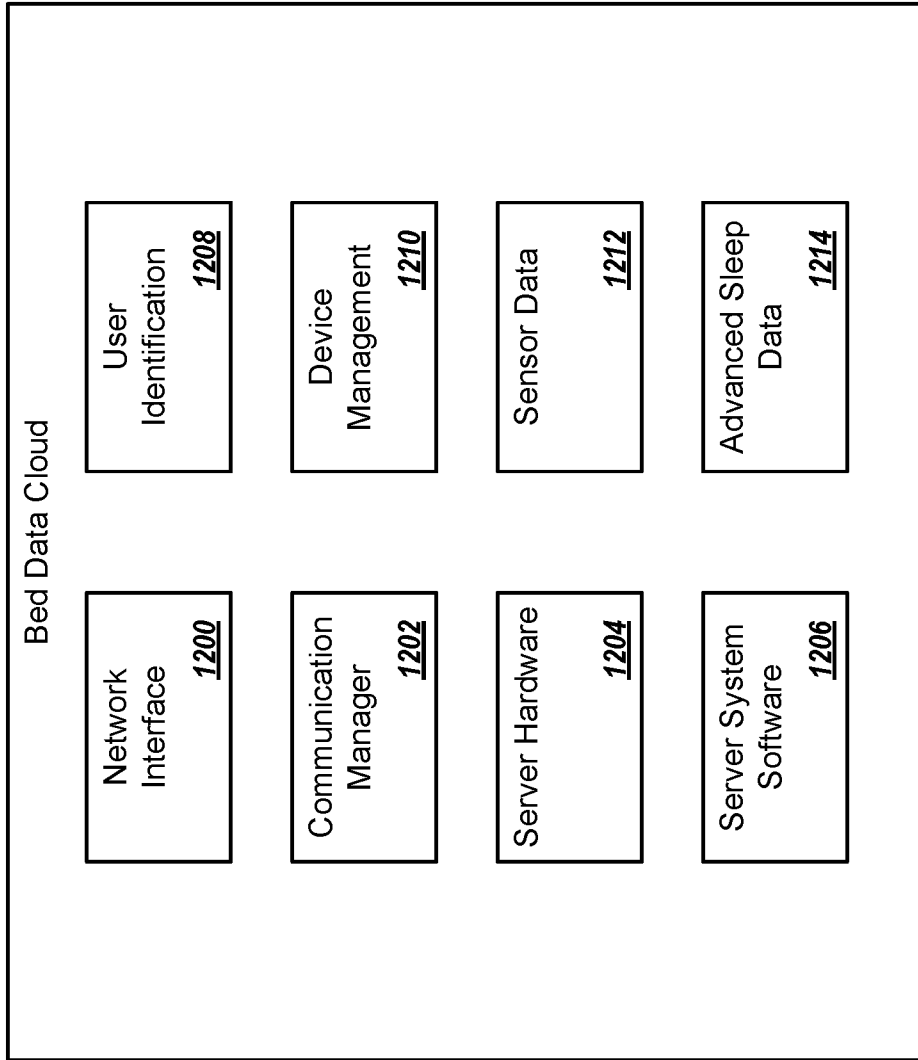 Bed Data Cloud
Network
Interface
1200
Communication
Manager
1202
Server Hardware
1204
Server System
Software
1206
User
Identification
1208
Device
Management
1210
Sensor Data
1212
Advanced Sleep
Data
1214